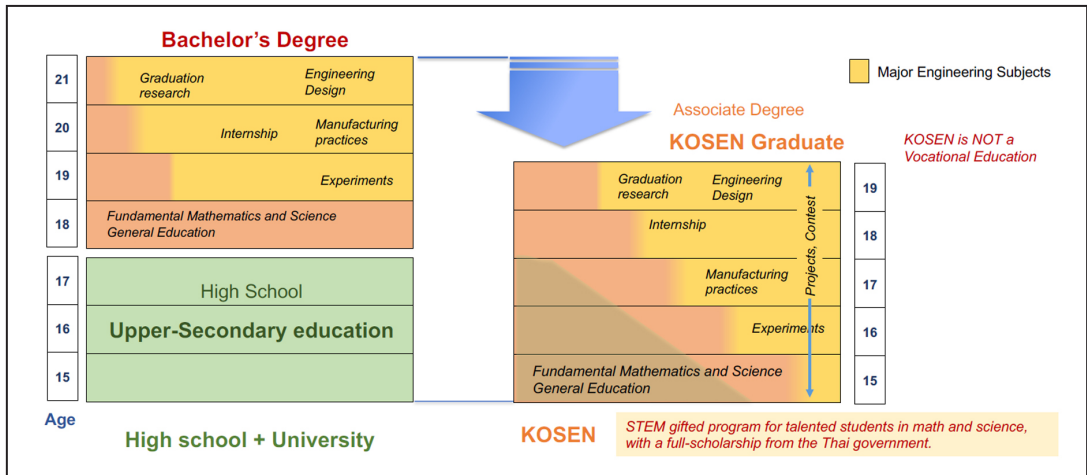 Bachelor's Degree
21
Graduation
research
Engineering
Design
20
Internship
Manufacturing
practices
19
Experiments
18
Fundamental Mathematics and Science
General Education
17
High School
16
Upper-Secondary education
15
Age
High school + University
Major Engineering Subjects
Associate Degree
KOSEN Graduate
KOSEN is NOT a
Vocational Education
Graduation
research
Engineering
Design
19
Internship
18
Manufacturing
practices
17
Experiments
16
Fundamental Mathematics and Science
General Education
15
Projects, Contest
KOSEN
STEM gifted program for talented students in math and science,
with a full-scholarship from the Thai government.